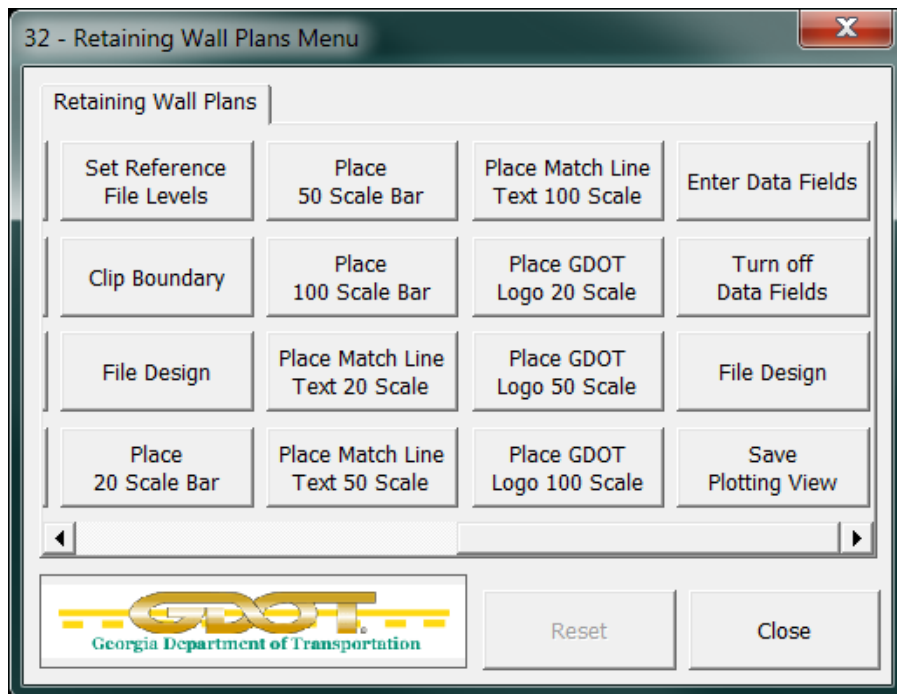 32 - Retaining Wall Plans Menu
X
Retaining Wall Plans
Set Reference
File Levels
Place
50 Scale Bar
Place Match Line
Text 100 Scale
Enter Data Fields
Clip Boundary
Place
100 Scale Bar
Place GDOT
Logo 20 Scale
Turn off
Data Fields
File Design
Place Match Line
Text 20 Scale
Place GDOT
Logo 50 Scale
File Design
Place
20 Scale Bar
Place Match Line
Text 50 Scale
Place GDOT
Logo 100 Scale
Save
Plotting View
GDOT®
Georgia Department of Transportation
Reset
Close